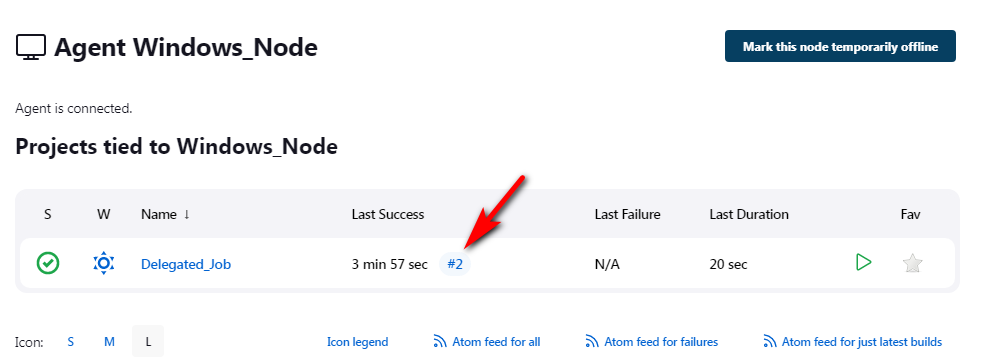 Agent Windows_Node
Mark this node temporarily offline
Agent is connected.
Projects tied to Windows_Node
S W Name ↓ Last Success Last Failure Last Duration Fav
Delegated_Job 3 min 57 sec #2 N/A 20 sec
Icon: S M L Icon legend Atom feed for all Atom feed for failures Atom feed for just latest builds